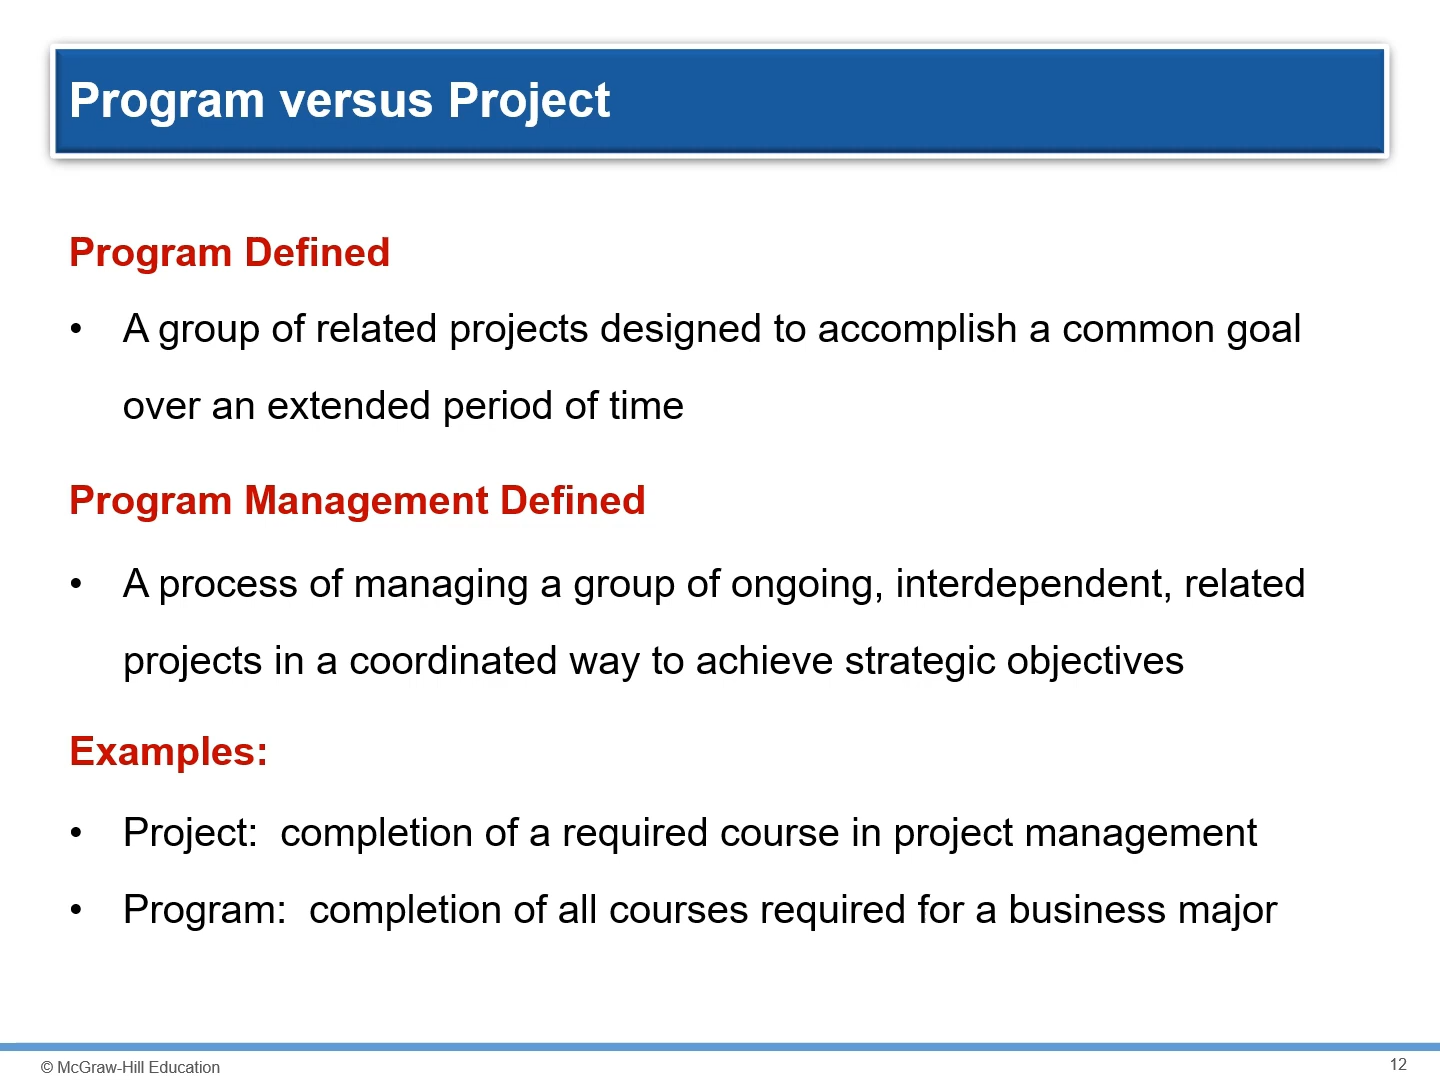 Program versus Project
Program Defined
• A group of related projects designed to accomplish a common goal
over an extended period of time
Program Management Defined
• A process of managing a group of ongoing, interdependent, related
projects in a coordinated way to achieve strategic objectives
Examples:
• Project:  completion of a required course in project management
• Program:  completion of all courses required for a business major
© McGraw-Hill Education
12